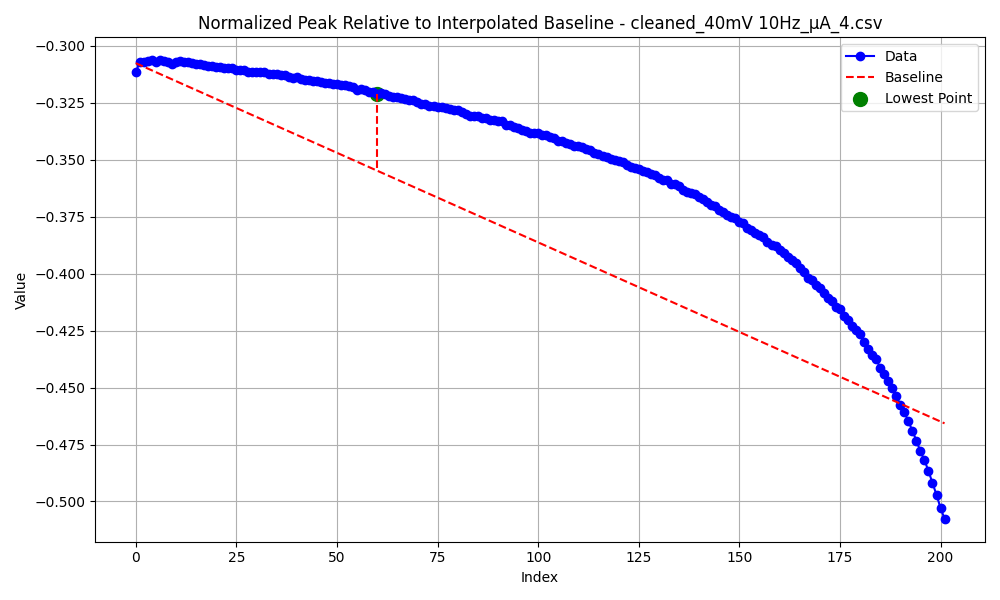 Normalized Peak Relative to Interpolated Baseline - cleaned_40mV 10Hz_µA_4.csv
Data
Baseline
Lowest Point
−0.300
−0.325
−0.350
−0.375
−0.400
−0.425
−0.450
−0.475
−0.500
Value
0 25 50 75 100 125 150 175 200
Index